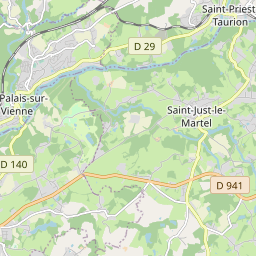 Saint-Priest-
Taurion
D 29
Palais-sur-
Vienne
Saint-Just-le-
Martel
D 140
D 941